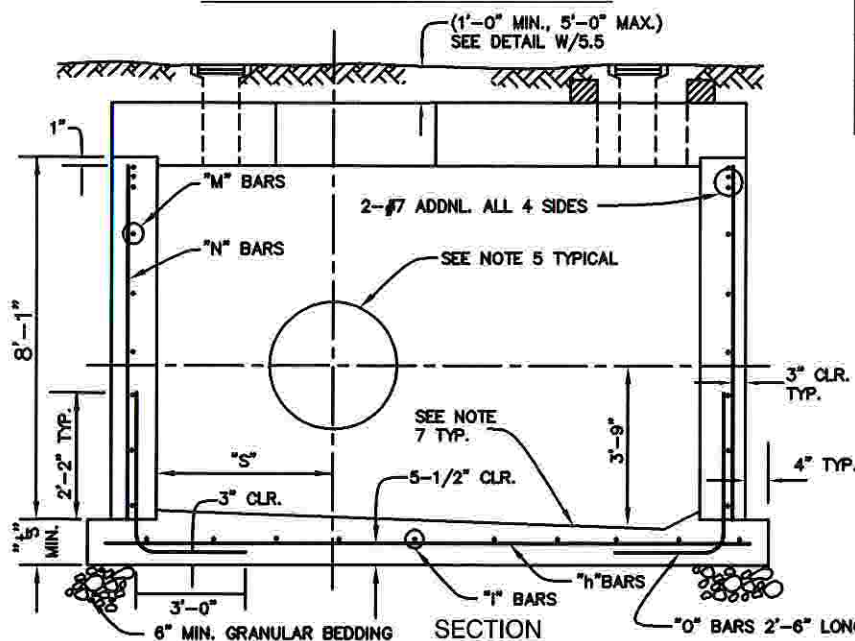 (1'-0" MIN., 5'-0" MAX.)
SEE DETAIL W/5.5
1"
"M" BARS
2-#7 ADDNL. ALL 4 SIDES
"N" BARS
SEE NOTE 5 TYPICAL
8'-1"
3" CLR.
TYP.
SEE NOTE
7 TYP.
3'-9"
2'-2" TYP.
"S"
5-1/2" CLR.
4" TYP.
3" CLR.
MIN.
3'-0"
"i" BARS
"h"BARS
"O" BARS 2'-6" LONG
6" MIN. GRANULAR BEDDING
SECTION